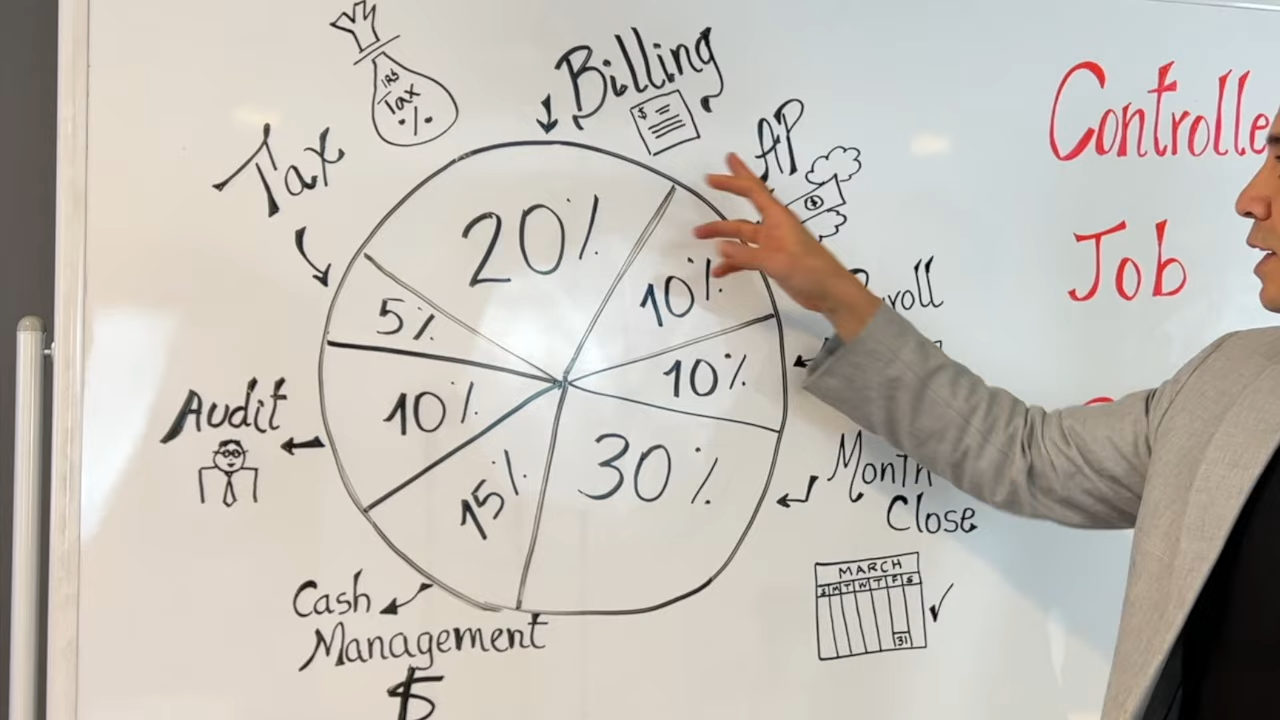 IRS
Tax
%
Billing
$
AP
$
Tax
20%
10%
5%
10%
10%
Audit
15%
30%
Month
Close
Cash
Management
$
MARCH
S M T W T F S
31
Controlle
Job